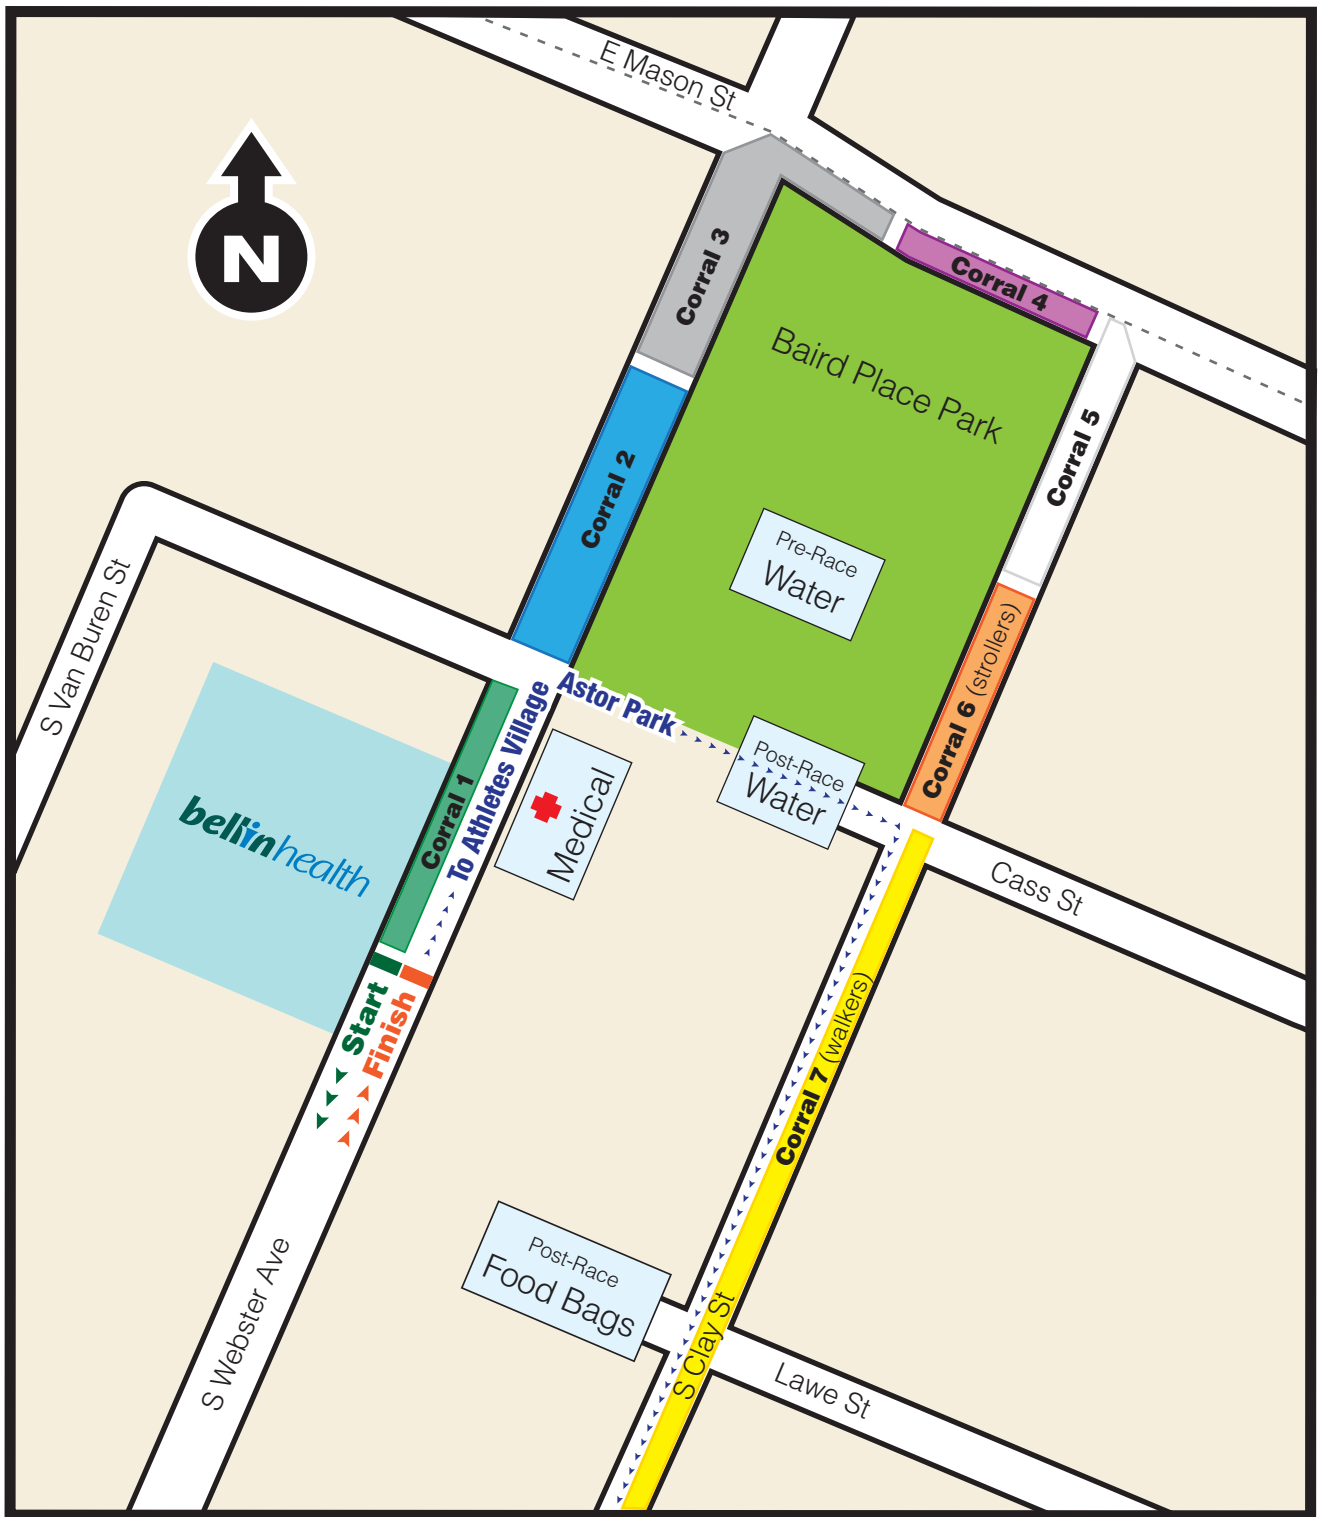 E Mason St
N
Corral 3
Corral 4
Baird Place Park
Corral 5
Corral 2
Pre-Race
Water
S Van Buren St
Corral 6 (strollers)
Astor Park
To Athletes Village
Post-Race
Water
Corral 1
Medical
bellinhealth
Cass St
Start
Finish
Corral 7 (walkers)
Post-Race
Food Bags
S Webster Ave
S Clay St
Lawe St